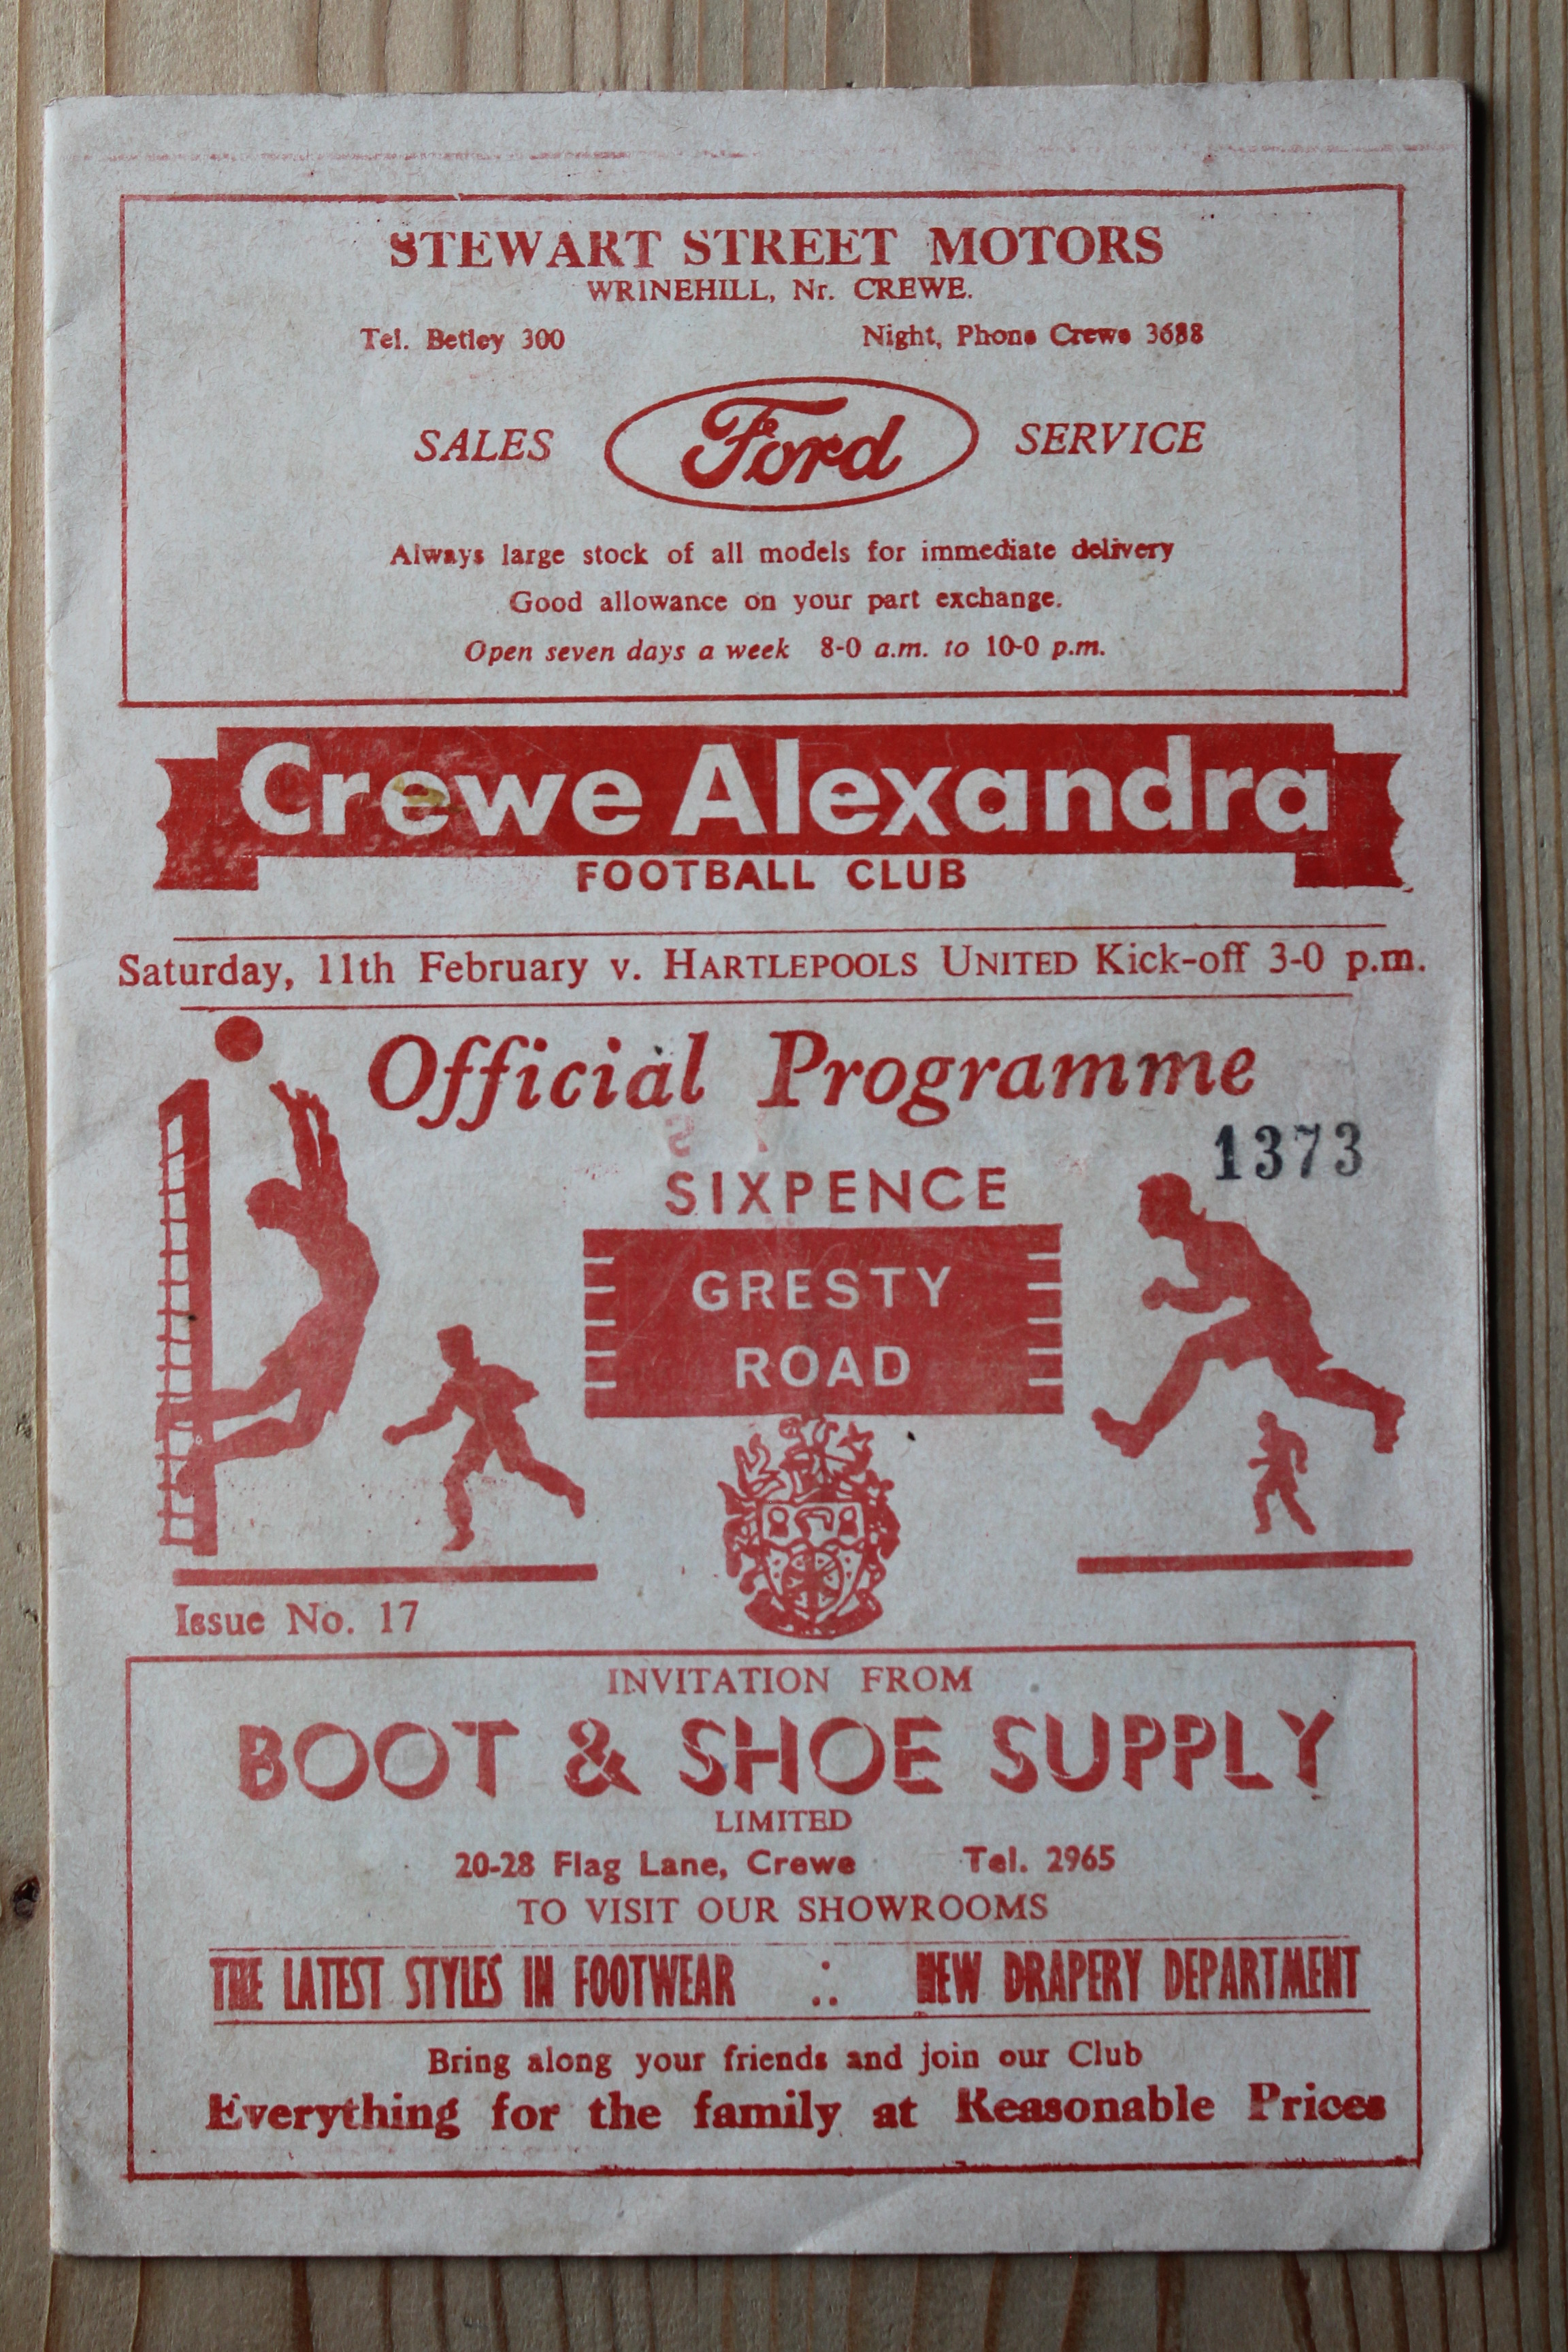 STEWART STREET MOTORS
WRINEHILL, Nr. CREWE.
Tel. Betley 300 Night, Phone Crewe 3688
SALES Ford SERVICE
Always large stock of all models for immediate delivery
Good allowance on your part exchange.
Open seven days a week 8-0 a.m. to 10-0 p.m.
Crewe Alexandra
FOOTBALL CLUB
Saturday, 11th February v. HARTLEPOOLS UNITED Kick-off 3-0 p.m.
Official Programme
1373
SIXPENCE
GRESTY
ROAD
Issue No. 17
INVITATION FROM
BOOT & SHOE SUPPLY
LIMITED
20-28 Flag Lane, Crewe Tel. 2965
TO VISIT OUR SHOWROOMS
THE LATEST STYLES IN FOOTWEAR :. NEW DRAPERY DEPARTMENT
Bring along your friends and join our Club
Everything for the family at Reasonable Prices